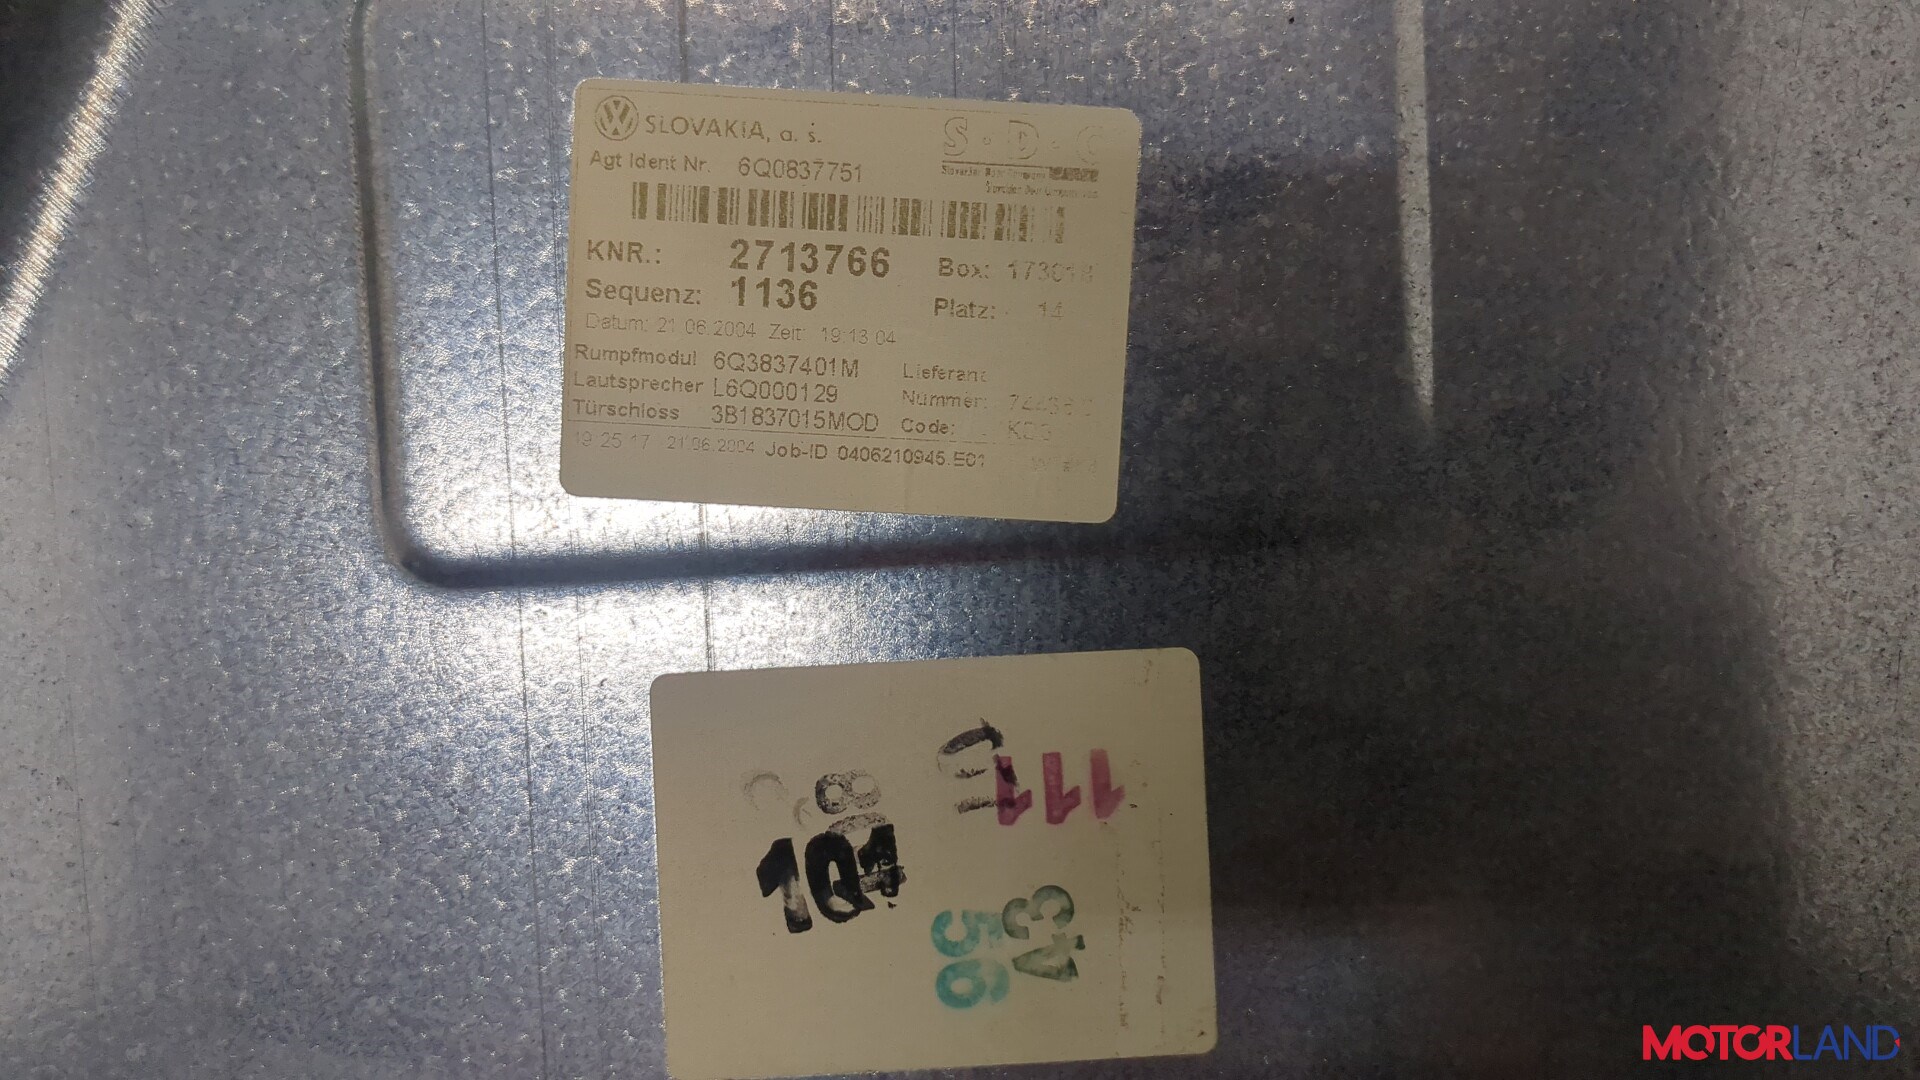 SLOVAKIA, a. s.
S·D·C
Agt Ident Nr. 6Q0837751
KNR.: 2713766
Box:
Sequenz: 1136
Platz: 14
Datum: 21.06.2004 Zeit: 19:13:04
Rumpfmodul 6Q3837401M
Lieferant
Lautsprecher L6Q000129
Nummer:
Türschloss 3B1837015MOD
Code:
19:25:17 21.06.2004 Job-ID 0406210945.E01
111
101
56
MOTORLAND